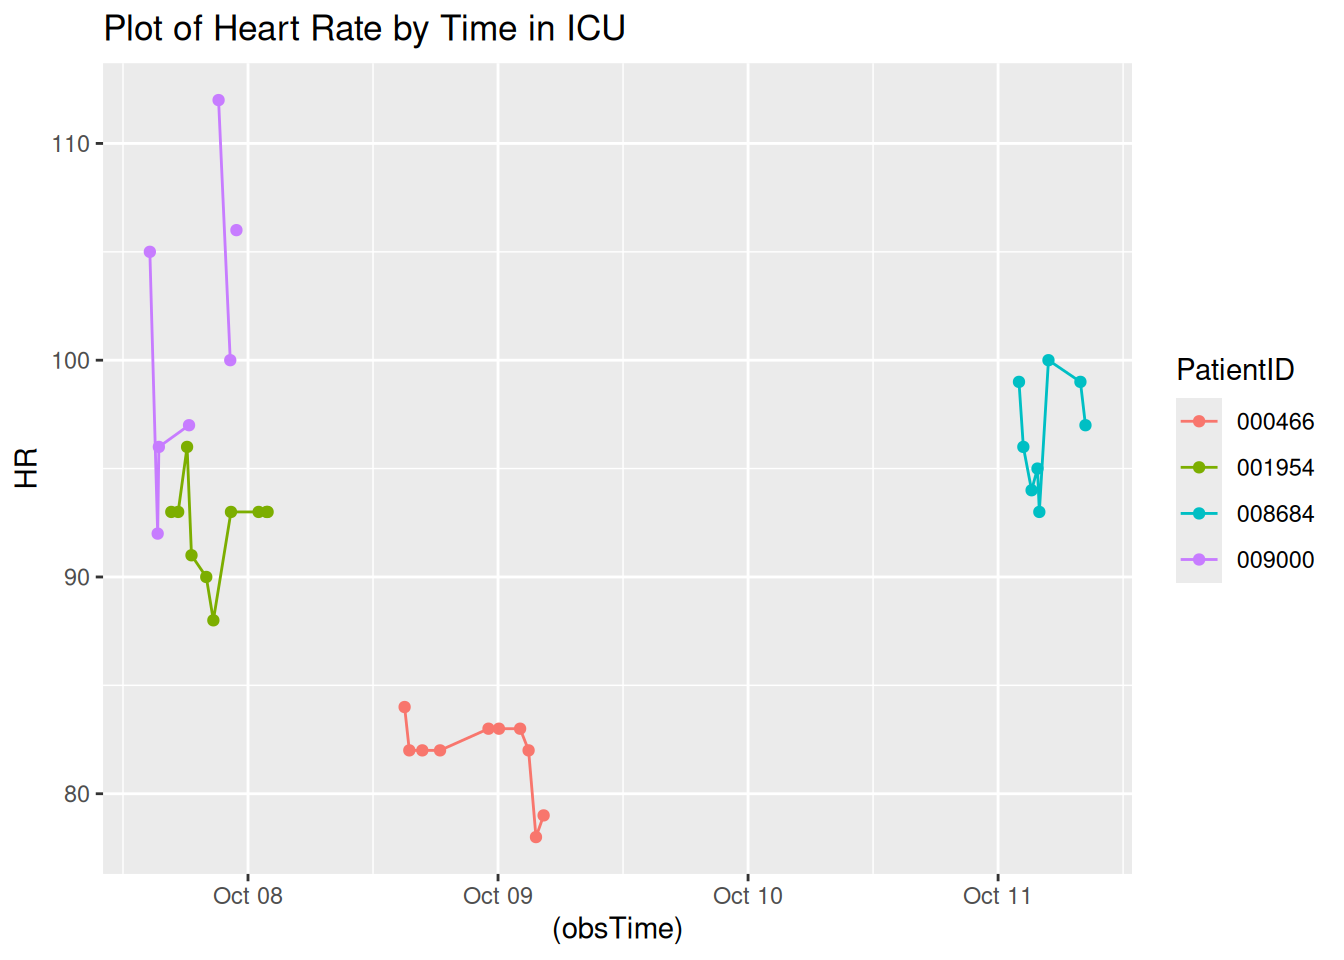 Plot of Heart Rate by Time in ICU
110
100
90
80
HR
Oct 08
Oct 09
Oct 10
Oct 11
(obsTime)
PatientID
000466
001954
008684
009000